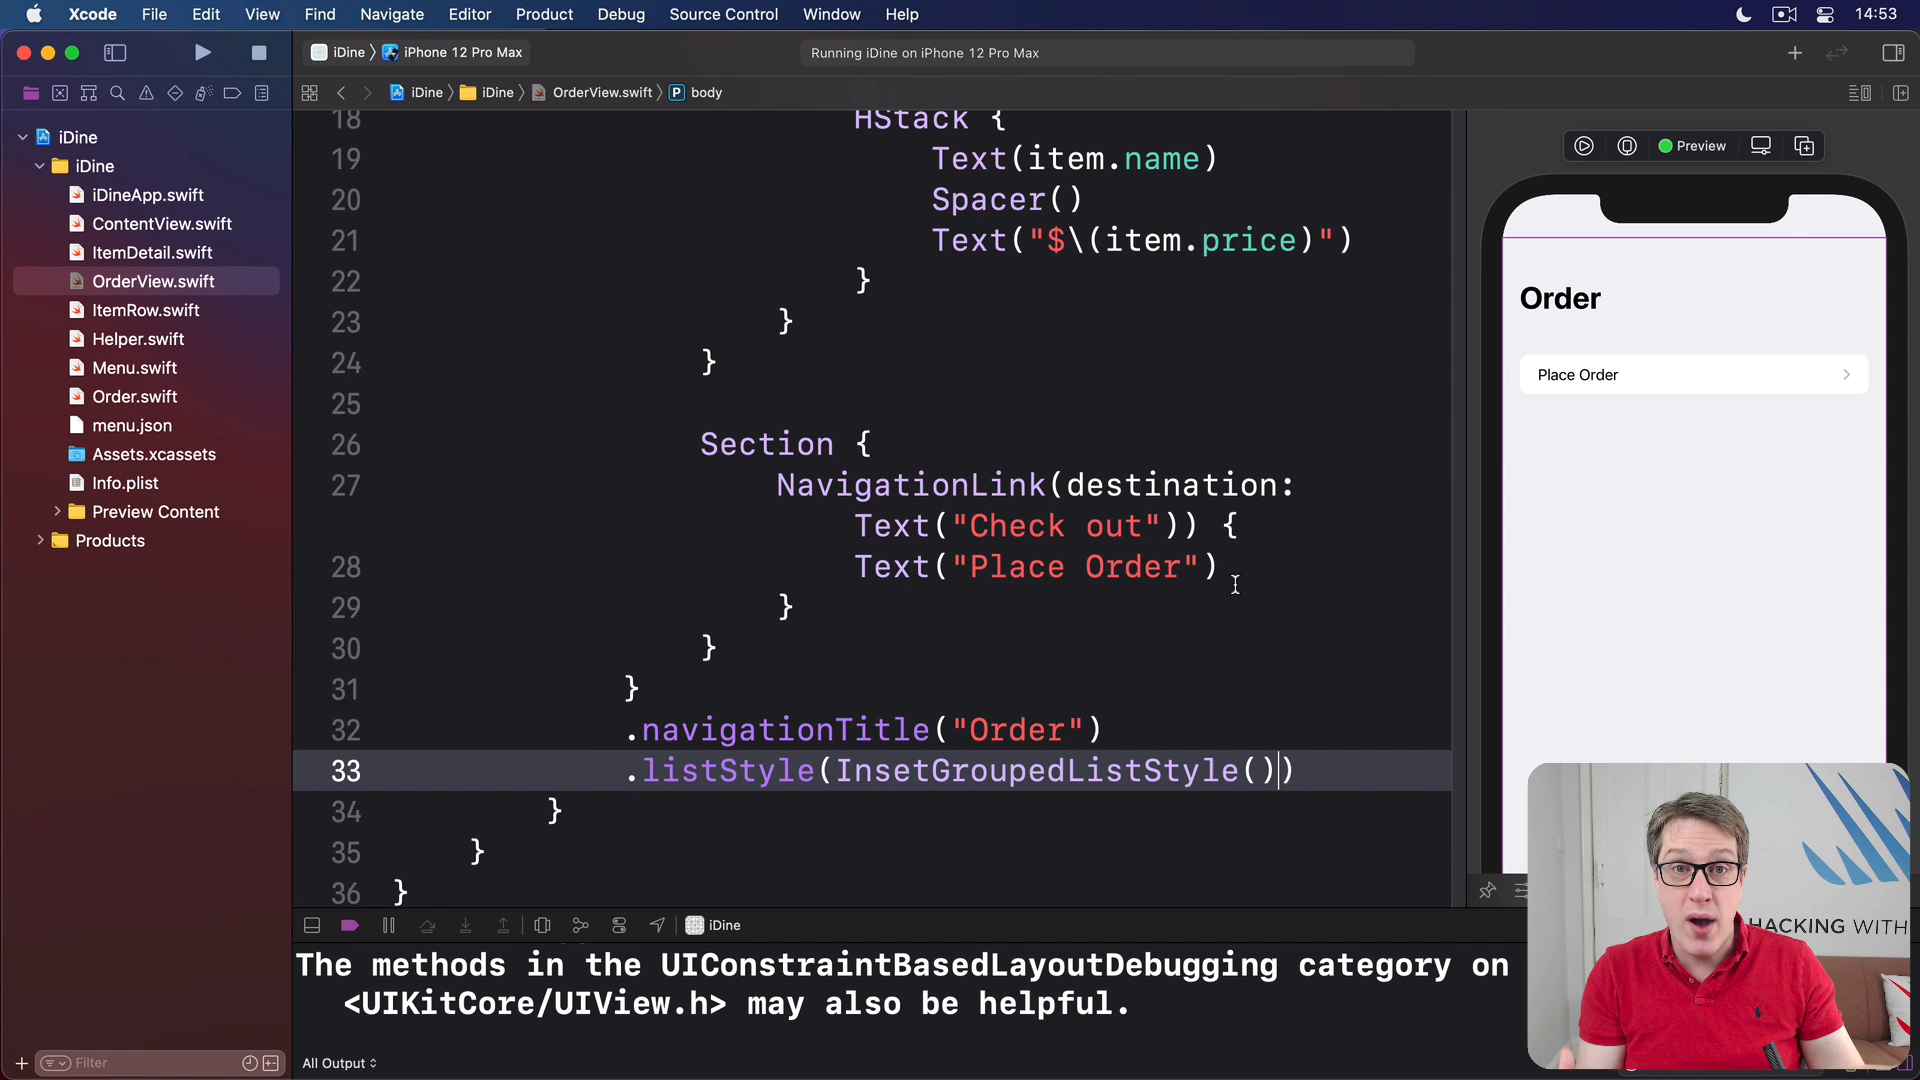 Xcode File Edit View Find Navigate Editor Product Debug Source Control Window Help 14:53
iDine iPhone 12 Pro Max
Running iDine on iPhone 12 Pro Max
iDine iDine OrderView.swift P body
iDine
iDine
iDineApp.swift
ContentView.swift
ItemDetail.swift
OrderView.swift
ItemRow.swift
Helper.swift
Menu.swift
Order.swift
menu.json
Assets.xcassets
Info.plist
Preview Content
Products
Filter
18 HStack {
19 Text(item.name)
20 Spacer()
21 Text("$\(item.price)")
22 }
23 }
24 }
25
26 Section {
27 NavigationLink(destination:
Text("Check out")) {
28 Text("Place Order")
29 }
30 }
31 }
32 .navigationTitle("Order")
33 .listStyle(InsetGroupedListStyle())
34 }
35 }
36 }
Preview
Order
Place Order
iDine
The methods in the UIConstraintBasedLayoutDebugging category on
<UIKitCore/UIView.h> may also be helpful.
All Output
HACKING WITH